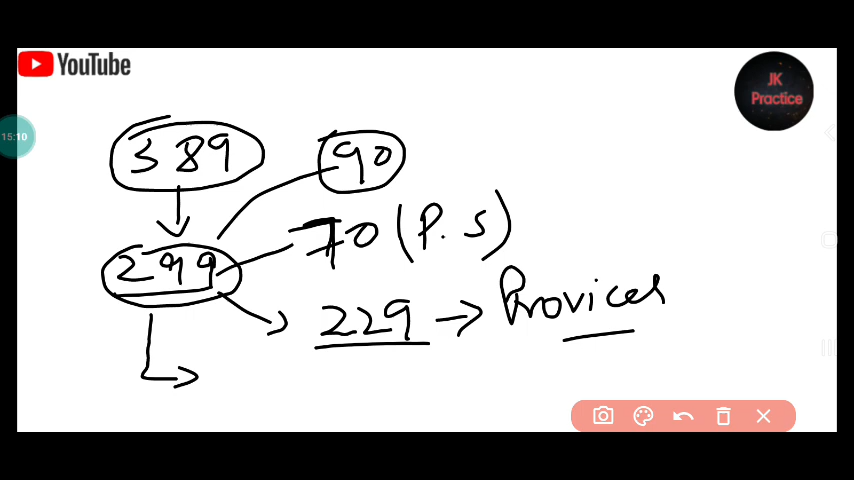 YouTube
JK
Practice
15:10
389
90
299
70 (P.S)
229 → Provices